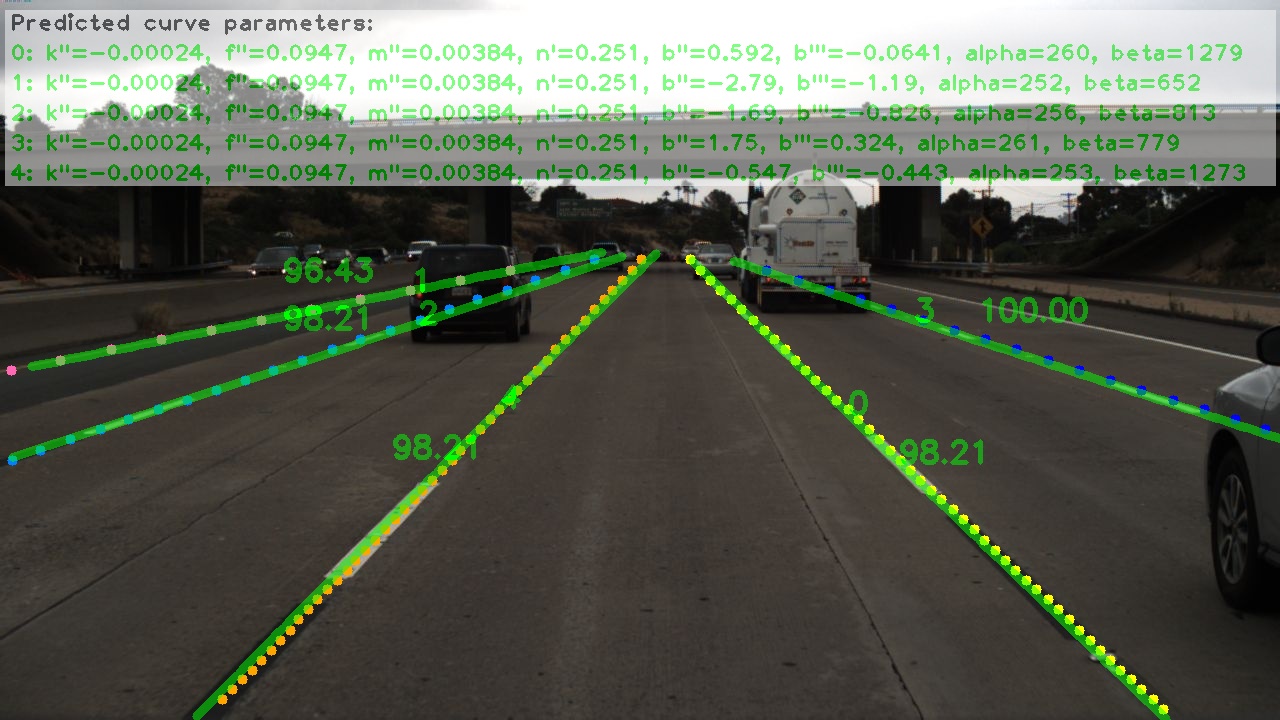 Predicted curve parameters:
0: k''=-0.00024, f''=0.0947, m''=0.00384, n'=0.251, b''=0.592, b'''=-0.0641, alpha=260, beta=1279
1: k''=-0.00024, f''=0.0947, m''=0.00384, n'=0.251, b''=-2.79, b'''=-1.19, alpha=252, beta=652
2: k''=-0.00024, f''=0.0947, m''=0.00384, n'=0.251, b''=-1.69, b'''=-0.826, alpha=256, beta=813
3: k''=-0.00024, f''=0.0947, m''=0.00384, n'=0.251, b''=1.75, b'''=0.324, alpha=261, beta=779
4: k''=-0.00024, f''=0.0947, m''=0.00384, n'=0.251, b''=-0.547, b'''=-0.443, alpha=253, beta=1273
96.43 1
98.21 2
3 100.00
4
0
98.21
98.21